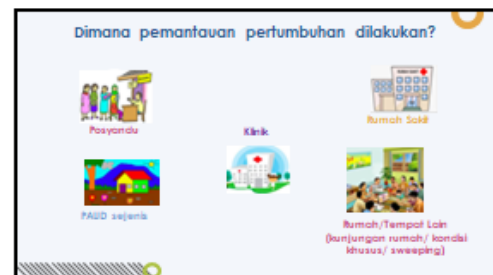 Dimana pemantauan pertumbuhan dilakukan?
Posyandu
Klinik
Rumah Sakit
PAUD sejenis
Rumah/Tempat Lain
(kunjungan rumah/ kondisi
khusus/ sweeping)